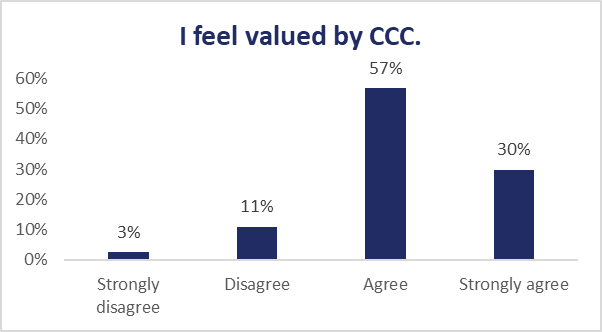 I feel valued by CCC.
57%
60%
50%
40%
30%
30%
20%
11%
10%
3%
0%
Strongly disagree
Disagree
Agree
Strongly agree